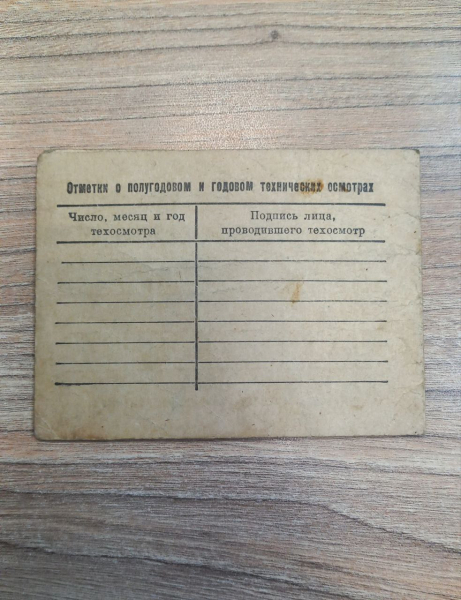 Отметки о полугодовом и годовом технических осмотрах
Число, месяц и год
техосмотра
Подпись лица,
проводившего техосмотр